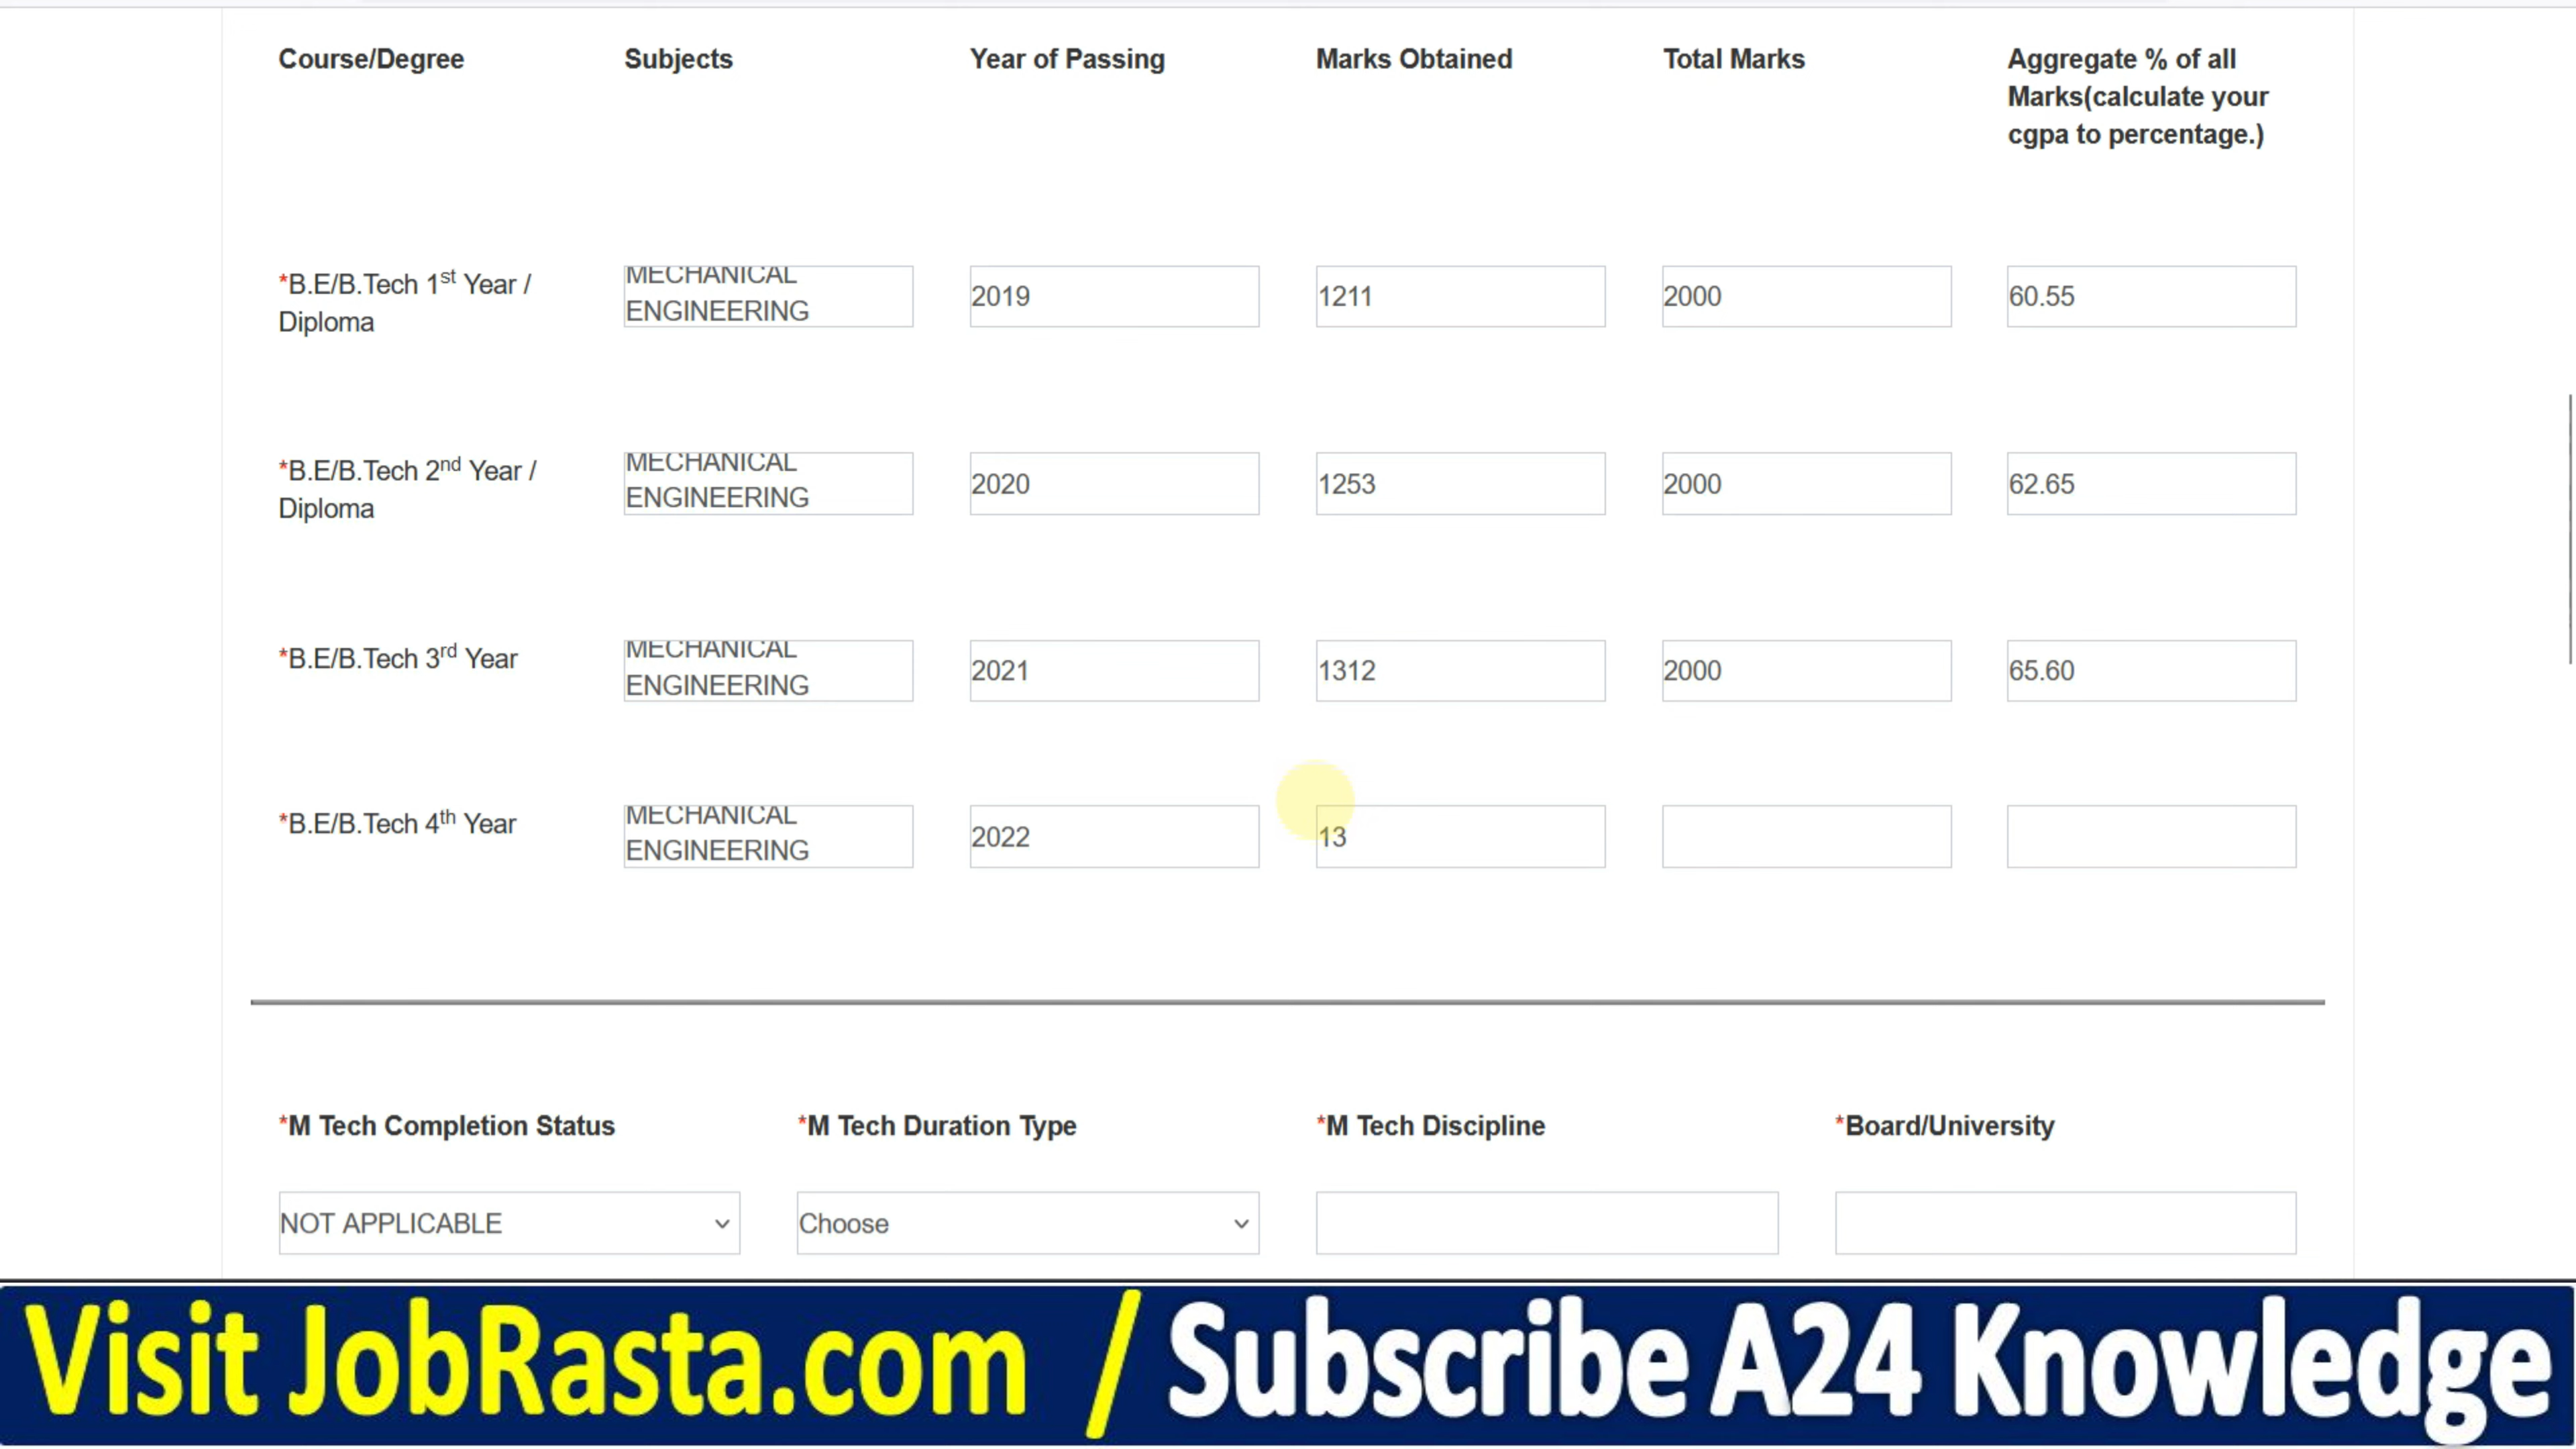 Course/Degree Subjects Year of Passing Marks Obtained Total Marks Aggregate % of all
Marks(calculate your
cgpa to percentage.)
*B.E/B.Tech 1st Year /
Diploma
MECHANICAL
ENGINEERING
2019
1211
2000
60.55
*B.E/B.Tech 2nd Year /
Diploma
MECHANICAL
ENGINEERING
2020
1253
2000
62.65
*B.E/B.Tech 3rd Year
MECHANICAL
ENGINEERING
2021
1312
2000
65.60
*B.E/B.Tech 4th Year
MECHANICAL
ENGINEERING
2022
13
*M Tech Completion Status *M Tech Duration Type *M Tech Discipline *Board/University
NOT APPLICABLE Choose
Visit JobRasta.com / Subscribe A24 Knowledge